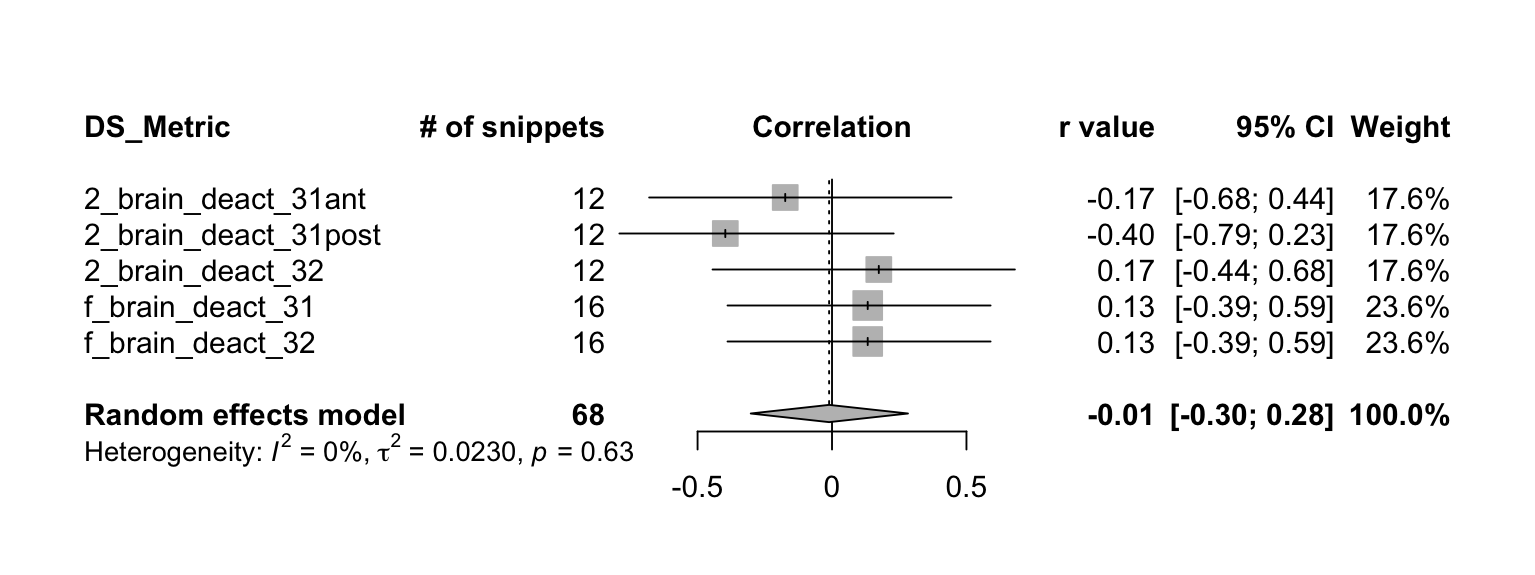 DS_Metric # of snippets Correlation r value 95% CI Weight
2_brain_deact_31ant 12 -0.17 [-0.68; 0.44] 17.6%
2_brain_deact_31post 12 -0.40 [-0.79; 0.23] 17.6%
2_brain_deact_32 12 0.17 [-0.44; 0.68] 17.6%
f_brain_deact_31 16 0.13 [-0.39; 0.59] 23.6%
f_brain_deact_32 16 0.13 [-0.39; 0.59] 23.6%
Random effects model 68 -0.01 [-0.30; 0.28] 100.0%
Heterogeneity: I² = 0%, τ² = 0.0230, p = 0.63
-0.5 0 0.5